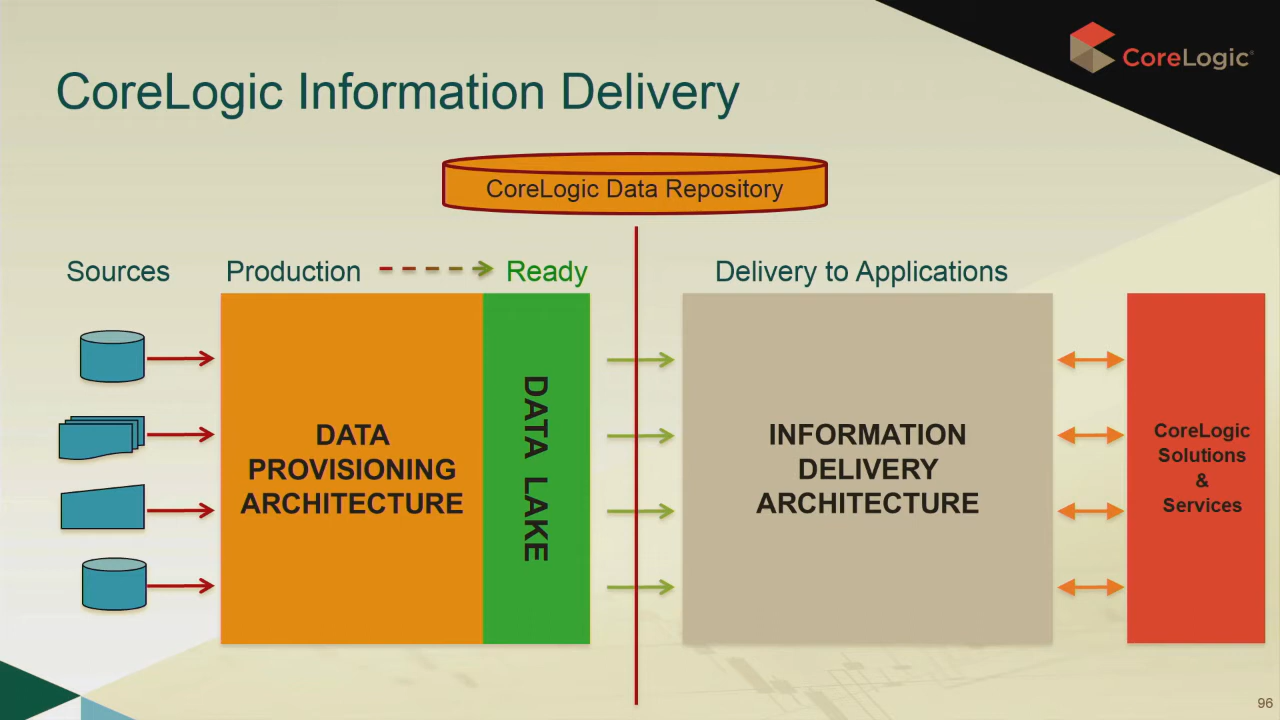 CoreLogic®
CoreLogic Information Delivery
CoreLogic Data Repository
Sources
Production
Ready
Delivery to Applications
DATA
PROVISIONING
ARCHITECTURE
DATA LAKE
INFORMATION
DELIVERY
ARCHITECTURE
CoreLogic
Solutions
&
Services
96